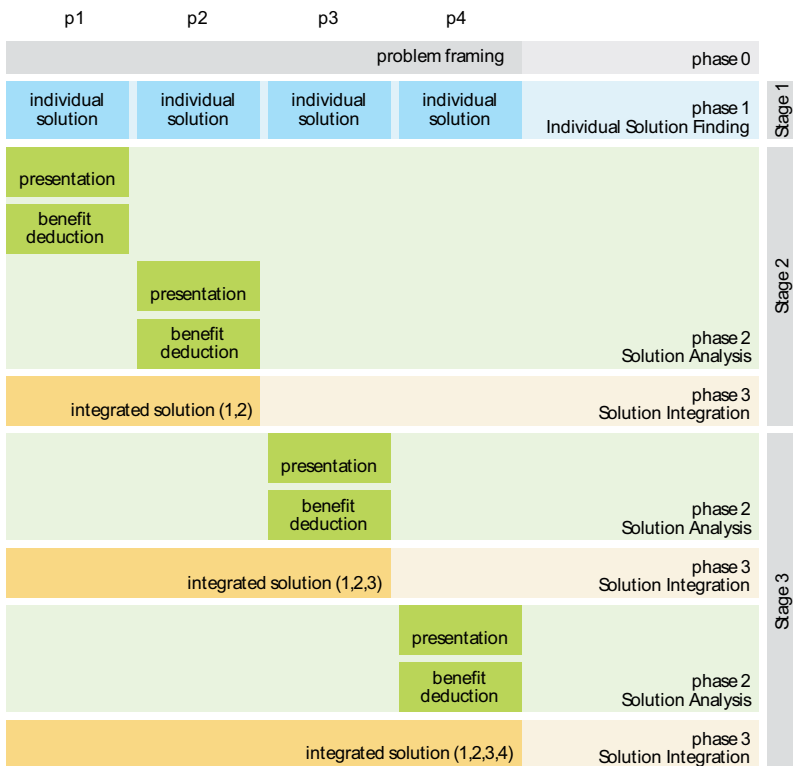 p1 p2 p3 p4
problem framing phase 0
individual individual individual individual
solution solution solution solution
phase 1
Individual Solution Finding
Stage 1
presentation
benefit
deduction
presentation
benefit
deduction
phase 2
Solution Analysis
Stage 2
integrated solution (1,2)
phase 3
Solution Integration
presentation
benefit
deduction
phase 2
Solution Analysis
integrated solution (1,2,3)
phase 3
Solution Integration
Stage 3
presentation
benefit
deduction
phase 2
Solution Analysis
integrated solution (1,2,3,4)
phase 3
Solution Integration